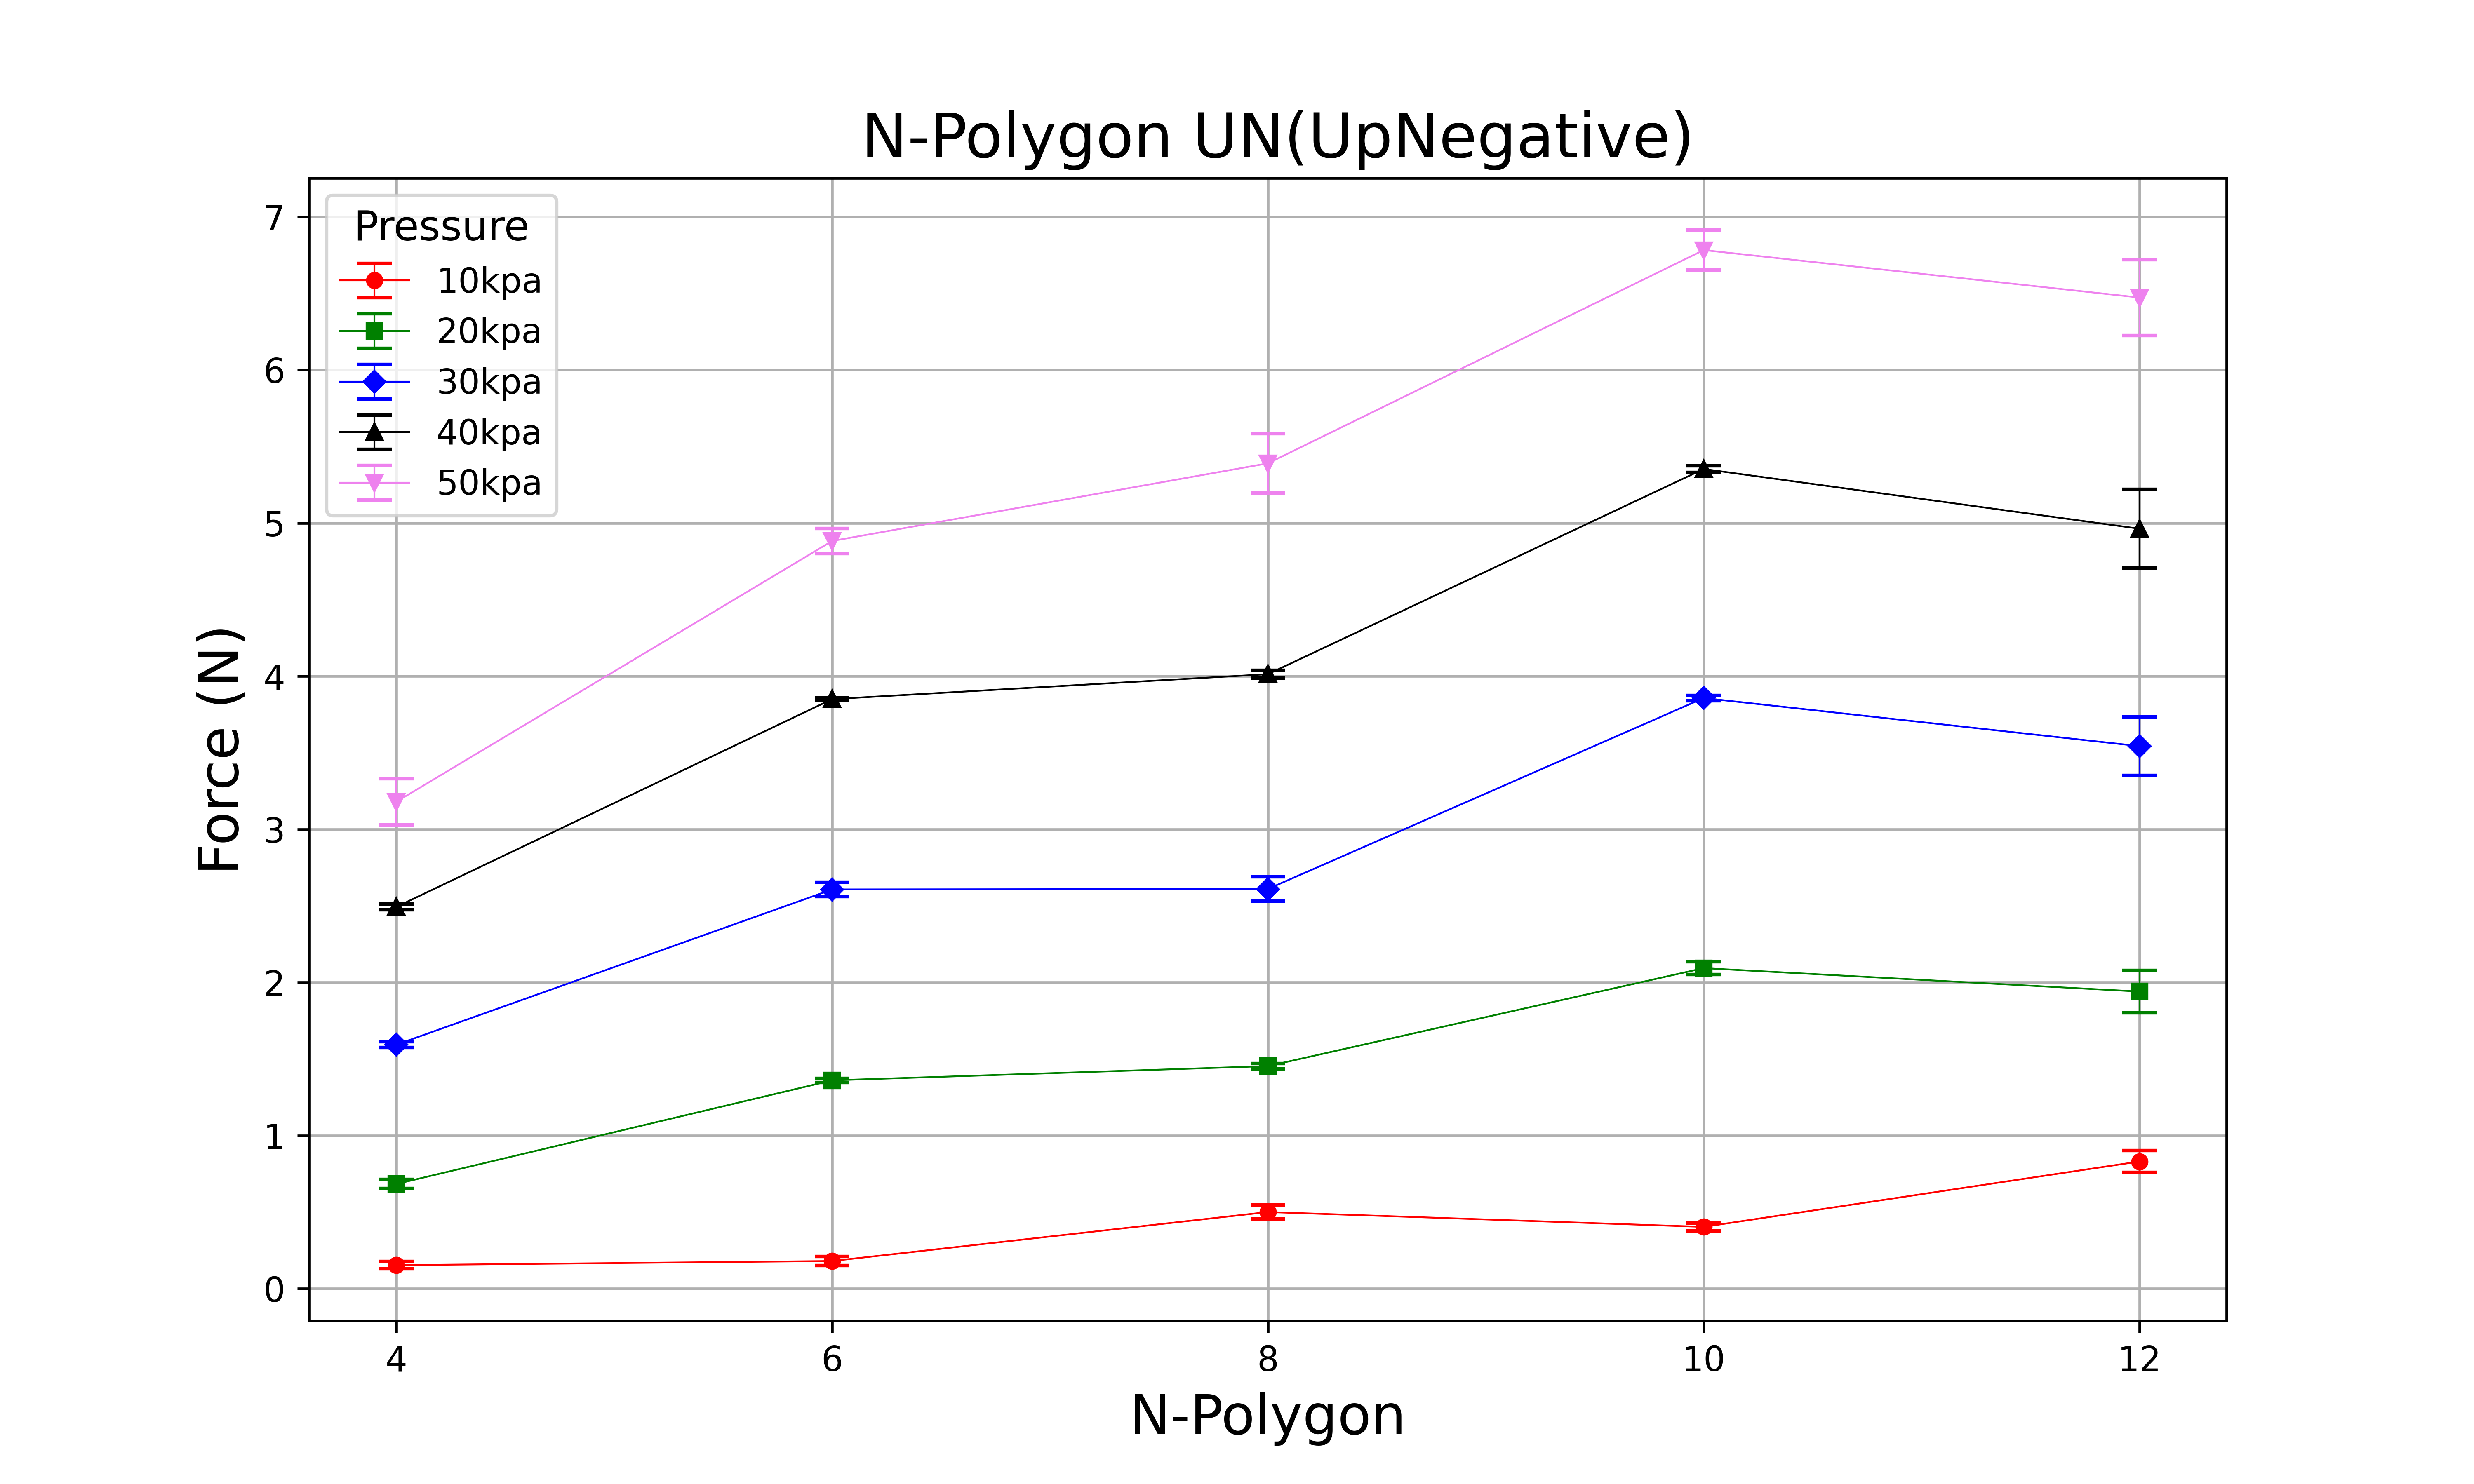 N-Polygon UN(UpNegative)
Pressure
10kpa
20kpa
30kpa
40kpa
50kpa
Force (N)
7
6
5
4
3
2
1
0
4 6 8 10 12
N-Polygon